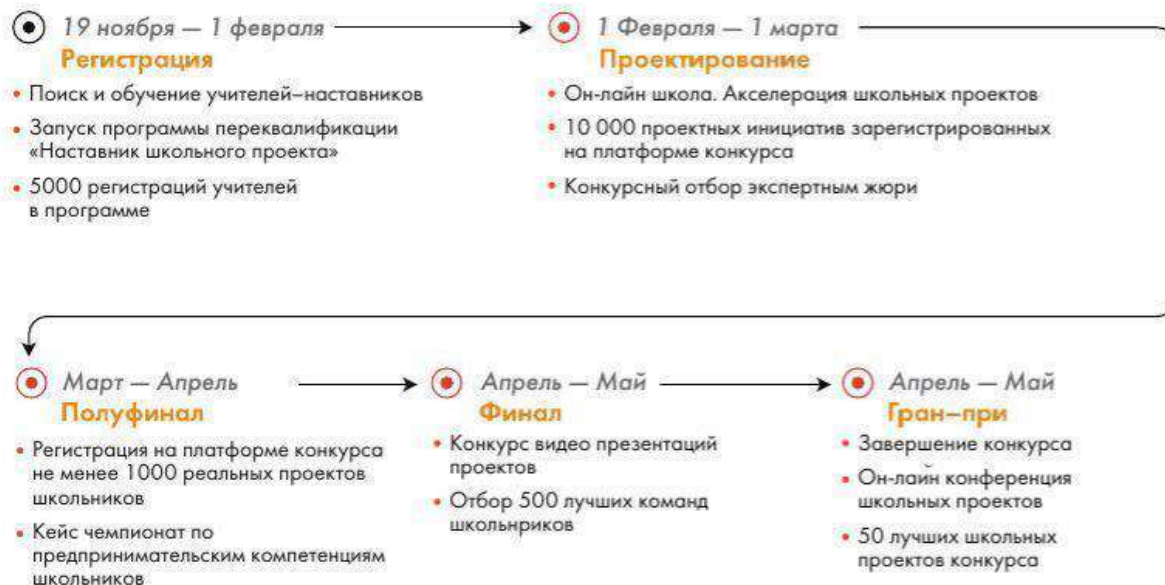 19 ноября — 1 февраля
Регистрация
• Поиск и обучение учителей–наставников
• Запуск программы переквалификации
«Наставник школьного проекта»
• 5000 регистраций учителей
в программе
1 Февраля — 1 марта
Проектирование
• Он-лайн школа. Акселерация школьных проектов
• 10 000 проектных инициатив зарегистрированных
на платформе конкурса
• Конкурсный отбор экспертным жюри
Март — Апрель
Полуфинал
• Регистрация на платформе конкурса
не менее 1000 реальных проектов
школьников
• Кейс чемпионат по
предпринимательским компетенциям
школьников
Апрель — Май
Финал
• Конкурс видео презентаций
проектов
• Отбор 500 лучших команд
школьнриков
Апрель — Май
Гран–при
• Завершение конкурса
• Он-лайн конференция
школьных проектов
• 50 лучших школьных
проектов конкурса